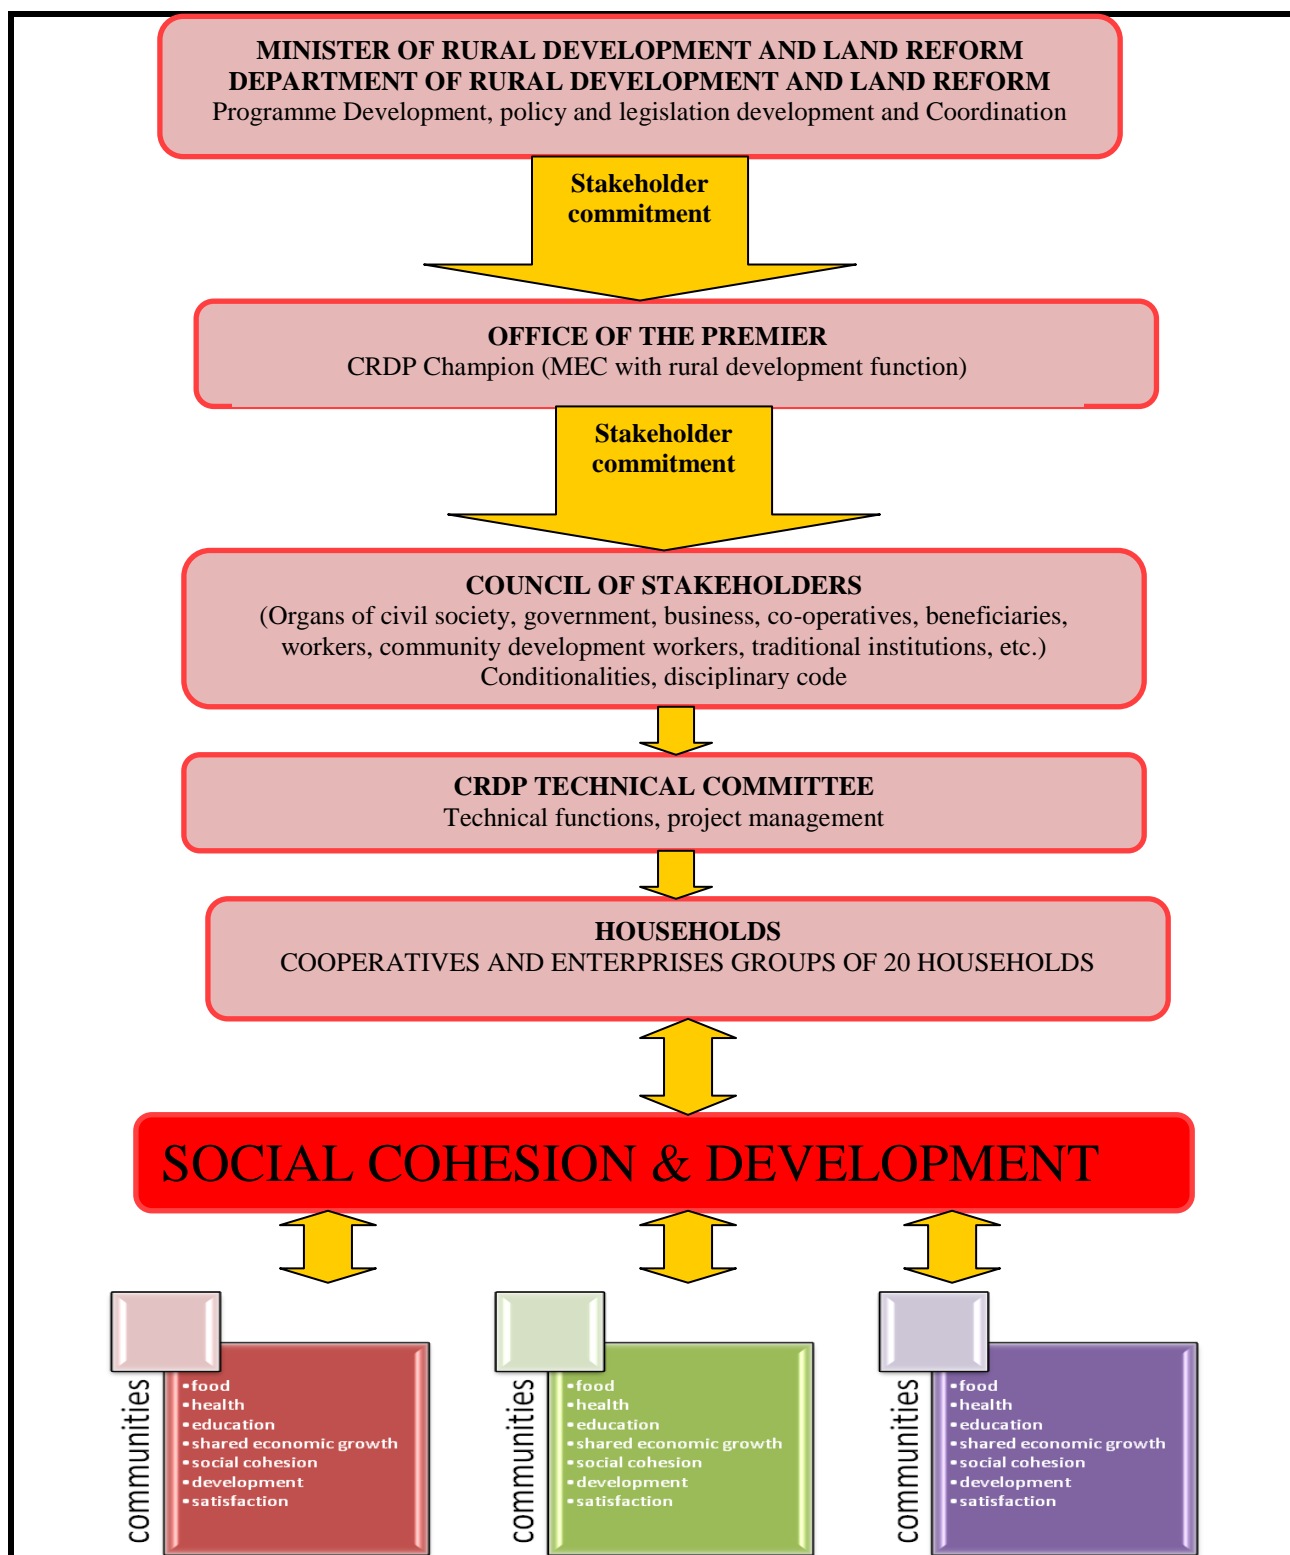 MINISTER OF RURAL DEVELOPMENT AND LAND REFORM
DEPARTMENT OF RURAL DEVELOPMENT AND LAND REFORM
Programme Development, policy and legislation development and Coordination
Stakeholder
commitment
OFFICE OF THE PREMIER
CRDP Champion (MEC with rural development function)
Stakeholder
commitment
COUNCIL OF STAKEHOLDERS
(Organs of civil society, government, business, co-operatives, beneficiaries,
workers, community development workers, traditional institutions, etc.)
Conditionalities, disciplinary code
CRDP TECHNICAL COMMITTEE
Technical functions, project management
HOUSEHOLDS
COOPERATIVES AND ENTERPRISES GROUPS OF 20 HOUSEHOLDS
SOCIAL COHESION & DEVELOPMENT
communities
•food
•health
•education
•shared economic growth
•social cohesion
•development
•satisfaction
communities
•food
•health
•education
•shared economic growth
•social cohesion
•development
•satisfaction
communities
•food
•health
•education
•shared economic growth
•social cohesion
•development
•satisfaction